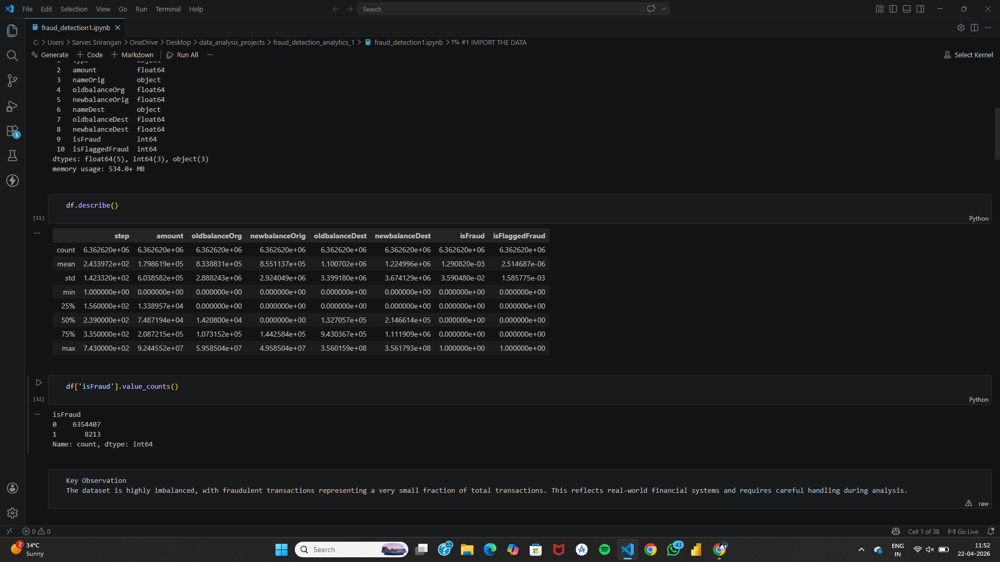 File Edit Selection View Go Run Terminal Help
Search
fraud_detection1.ipynb
C: > Users > Sarves Srirangan > OneDrive > Desktop > data_analysis_projects > fraud_detection_analytics_1 > fraud_detection1.ipynb > M↓ #1 IMPORT THE DATA
Generate + Code + Markdown Run All ...
Select Kernel
2 amount float64
3 nameOrig object
4 oldbalanceOrg float64
5 newbalanceOrig float64
6 nameDest object
7 oldbalanceDest float64
8 newbalanceDest float64
9 isFraud int64
10 isFlaggedFraud int64
dtypes: float64(5), int64(3), object(3)
memory usage: 534.0+ MB
df.describe()
[11]
Python
step amount oldbalanceOrg newbalanceOrig oldbalanceDest newbalanceDest isFraud isFlaggedFraud
count 6.362620e+06 6.362620e+06 6.362620e+06 6.362620e+06 6.362620e+06 6.362620e+06 6.362620e+06 6.362620e+06
mean 2.433972e+02 1.798619e+05 8.338831e+05 8.551137e+05 1.100702e+06 1.224996e+06 1.290820e-03 2.514687e-06
std 1.423320e+02 6.038582e+05 2.888243e+06 2.924049e+06 3.399180e+06 3.674129e+06 3.590480e-02 1.585775e-03
min 1.000000e+00 0.000000e+00 0.000000e+00 0.000000e+00 0.000000e+00 0.000000e+00 0.000000e+00 0.000000e+00
25% 1.560000e+02 1.338957e+04 0.000000e+00 0.000000e+00 0.000000e+00 0.000000e+00 0.000000e+00 0.000000e+00
50% 2.390000e+02 7.487194e+04 1.420800e+04 0.000000e+00 1.327057e+05 2.146614e+05 0.000000e+00 0.000000e+00
75% 3.350000e+02 2.087215e+05 1.073152e+05 1.442584e+05 9.430367e+05 1.111909e+06 0.000000e+00 0.000000e+00
max 7.430000e+02 9.244552e+07 5.958504e+07 4.958504e+07 3.560159e+08 3.561793e+08 1.000000e+00 1.000000e+00
df['isFraud'].value_counts()
[12]
Python
isFraud
0 6354407
1 8213
Name: count, dtype: int64
Key Observation
The dataset is highly imbalanced, with fraudulent transactions representing a very small fraction of total transactions. This reflects real-world financial systems and requires careful handling during analysis.
raw
1
0 0
Cell 1 of 38 Go Live
2
34°C
Sunny
Search
43
ENG
IN
11:52
22-04-2026